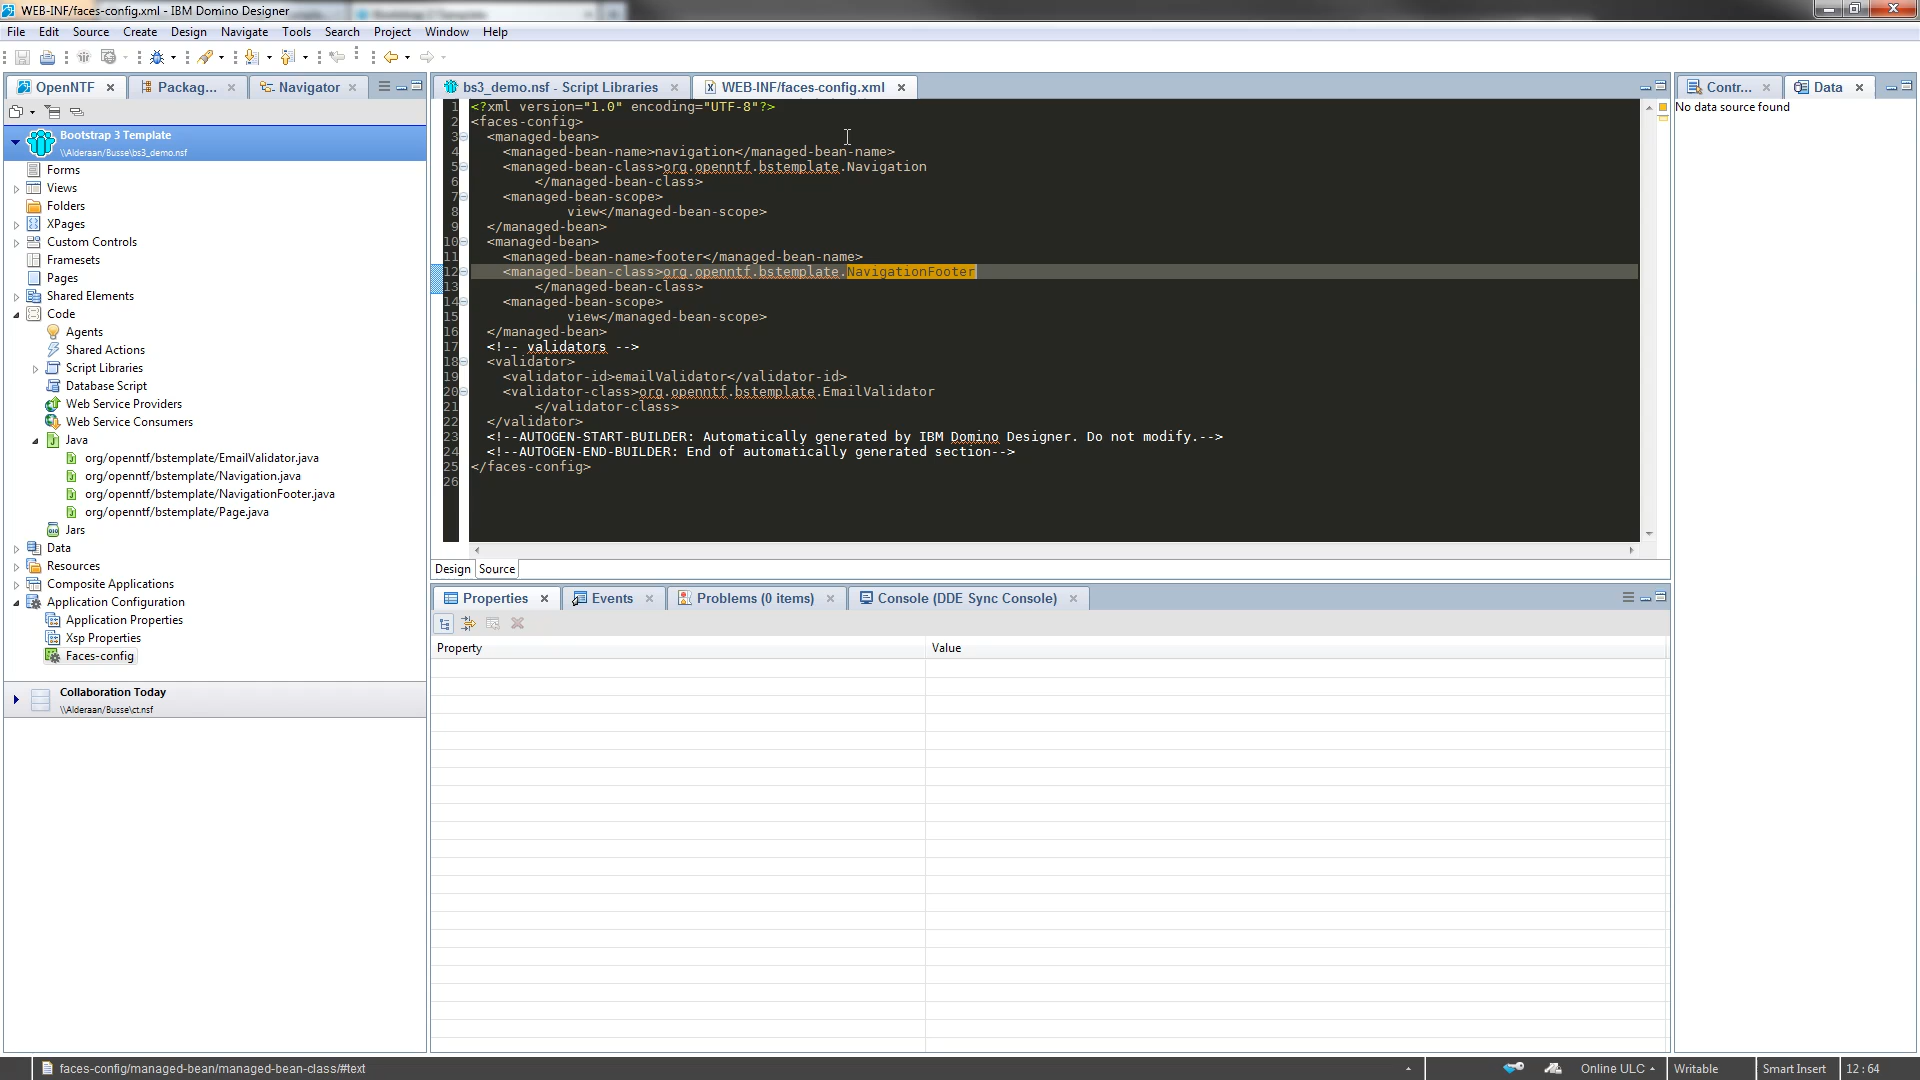 WEB-INF/faces-config.xml - IBM Domino Designer
File Edit Source Create Design Navigate Tools Search Project Window Help
OpenNTF
Packag...
Navigator
Bootstrap 3 Template
\\Alderaan/Busse\bs3_demo.nsf
Forms
Views
Folders
XPages
Custom Controls
Framesets
Pages
Shared Elements
Code
Agents
Shared Actions
Script Libraries
Database Script
Web Service Providers
Web Service Consumers
Java
org/openntf/bstemplate/EmailValidator.java
org/openntf/bstemplate/Navigation.java
org/openntf/bstemplate/NavigationFooter.java
org/openntf/bstemplate/Page.java
Jars
Data
Resources
Composite Applications
Application Configuration
Application Properties
Xsp Properties
Faces-config
Collaboration Today
\\Alderaan/Busse\ct.nsf
bs3_demo.nsf - Script Libraries
WEB-INF/faces-config.xml
1 <?xml version="1.0" encoding="UTF-8"?>
2 <faces-config>
3 <managed-bean>
4 <managed-bean-name>navigation</managed-bean-name>
5 <managed-bean-class>org.openntf.bstemplate.Navigation
6 </managed-bean-class>
7 <managed-bean-scope>
8 view</managed-bean-scope>
9 </managed-bean>
10 <managed-bean>
11 <managed-bean-name>footer</managed-bean-name>
12 <managed-bean-class>org.openntf.bstemplate.NavigationFooter
13 </managed-bean-class>
14 <managed-bean-scope>
15 view</managed-bean-scope>
16 </managed-bean>
17 <!-- validators -->
18 <validator>
19 <validator-id>emailValidator</validator-id>
20 <validator-class>org.openntf.bstemplate.EmailValidator
21 </validator-class>
22 </validator>
23 <!--AUTOGEN-START-BUILDER: Automatically generated by IBM Domino Designer. Do not modify.-->
24 <!--AUTOGEN-END-BUILDER: End of automatically generated section-->
25 </faces-config>
26
Design Source
Properties
Events
Problems (0 items)
Console (DDE Sync Console)
Property Value
Contr...
Data
No data source found
faces-config/managed-bean/managed-bean-class/#text
Online ULC
Writable
Smart Insert
12 : 64